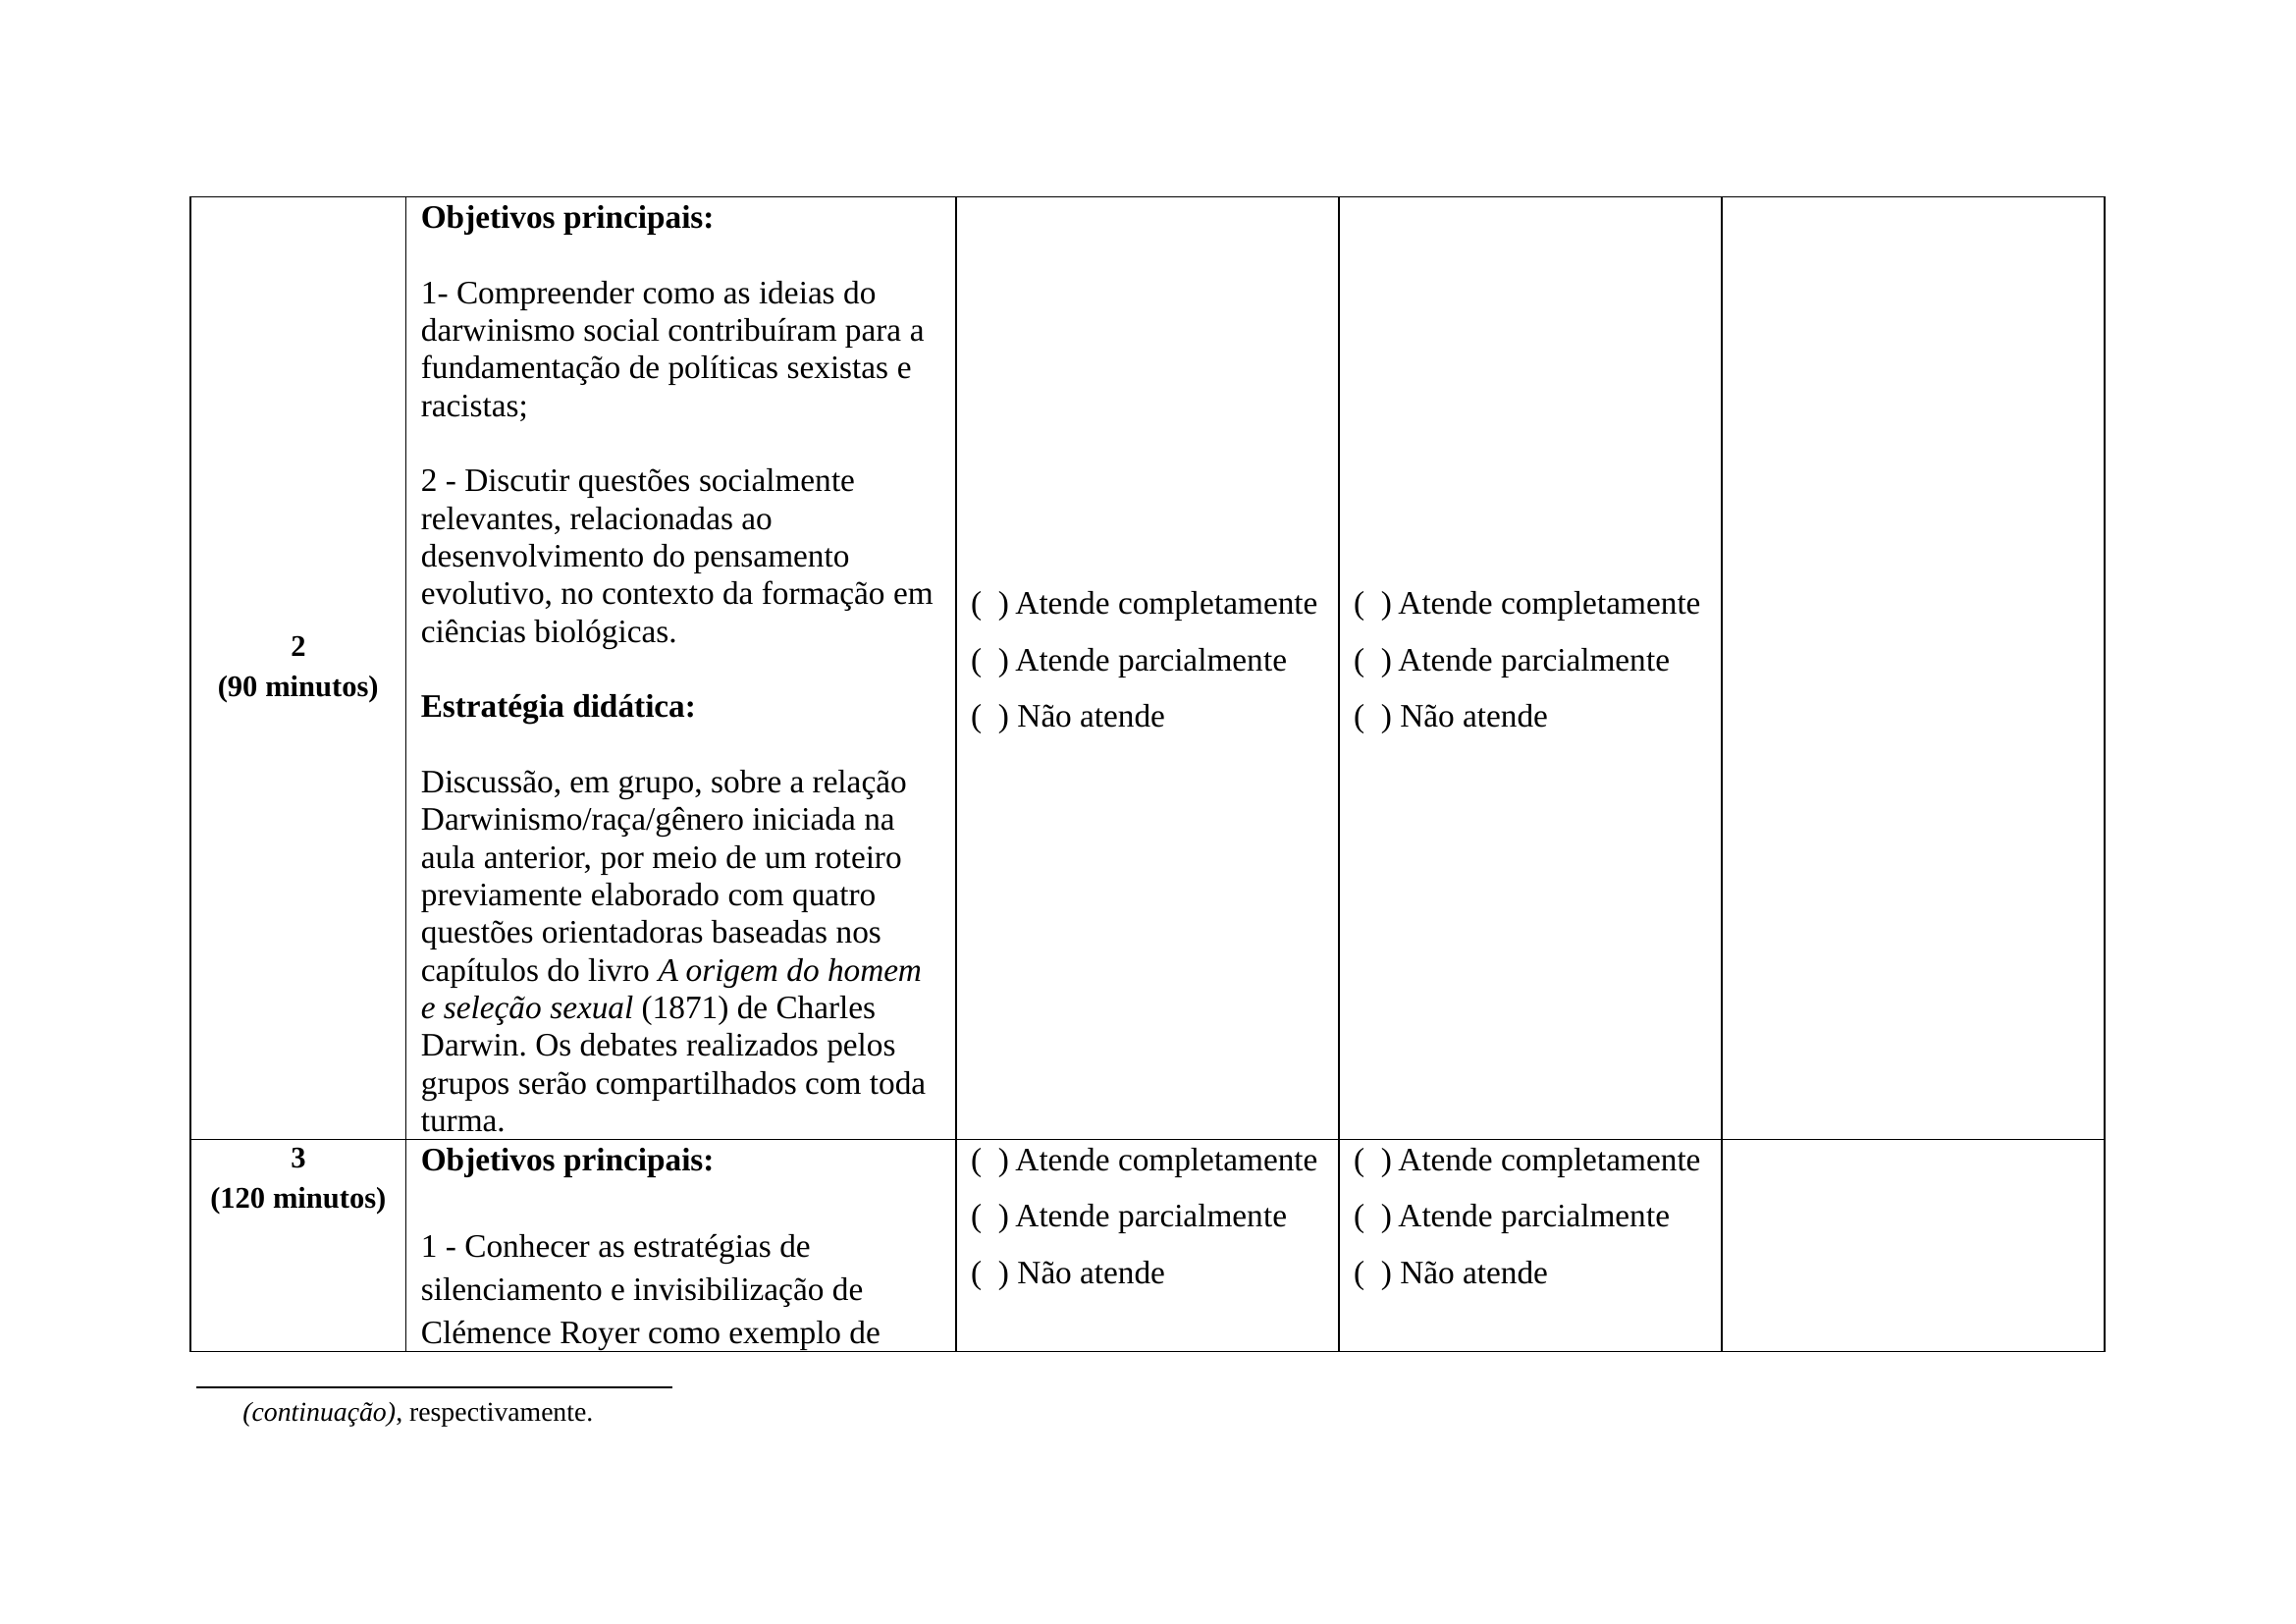 2
(90 minutos)
Objetivos principais:
1- Compreender como as ideias do
darwinismo social contribuíram para a
fundamentação de políticas sexistas e
racistas;
2 - Discutir questões socialmente
relevantes, relacionadas ao
desenvolvimento do pensamento
evolutivo, no contexto da formação em
ciências biológicas.
Estratégia didática:
Discussão, em grupo, sobre a relação
Darwinismo/raça/gênero iniciada na
aula anterior, por meio de um roteiro
previamente elaborado com quatro
questões orientadoras baseadas nos
capítulos do livro A origem do homem
e seleção sexual (1871) de Charles
Darwin. Os debates realizados pelos
grupos serão compartilhados com toda
turma.
( ) Atende completamente
( ) Atende parcialmente
( ) Não atende
( ) Atende completamente
( ) Atende parcialmente
( ) Não atende
3
(120 minutos)
Objetivos principais:
1 - Conhecer as estratégias de
silenciamento e invisibilização de
Clémence Royer como exemplo de
( ) Atende completamente
( ) Atende parcialmente
( ) Não atende
( ) Atende completamente
( ) Atende parcialmente
( ) Não atende
(continuação), respectivamente.